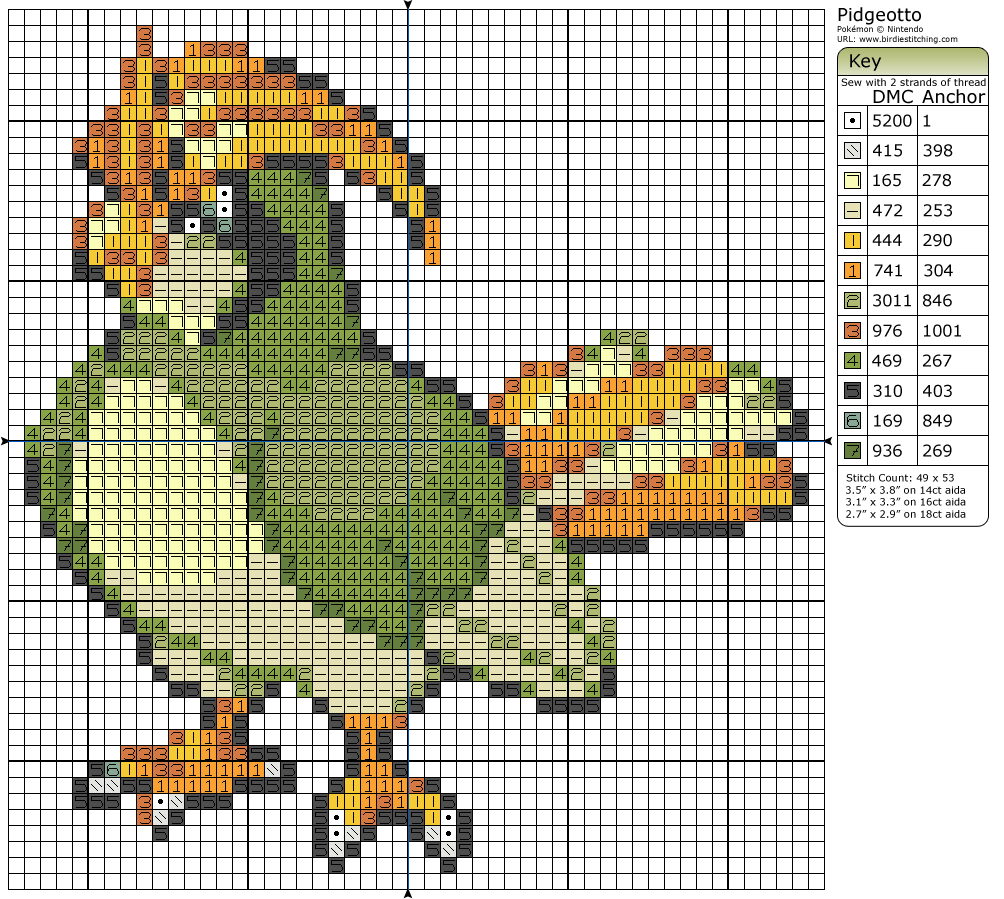 Pidgeotto
Pokémon © Nintendo
URL: www.birdiestitching.com
Key
Sew with 2 strands of thread
DMC Anchor
5200 1
415 398
165 278
472 253
444 290
741 304
3011 846
976 1001
469 267
310 403
169 849
936 269
Stitch Count: 49 x 53
3.5” x 3.8” on 14ct aida
3.1” x 3.3” on 16ct aida
2.7” x 2.9” on 18ct aida